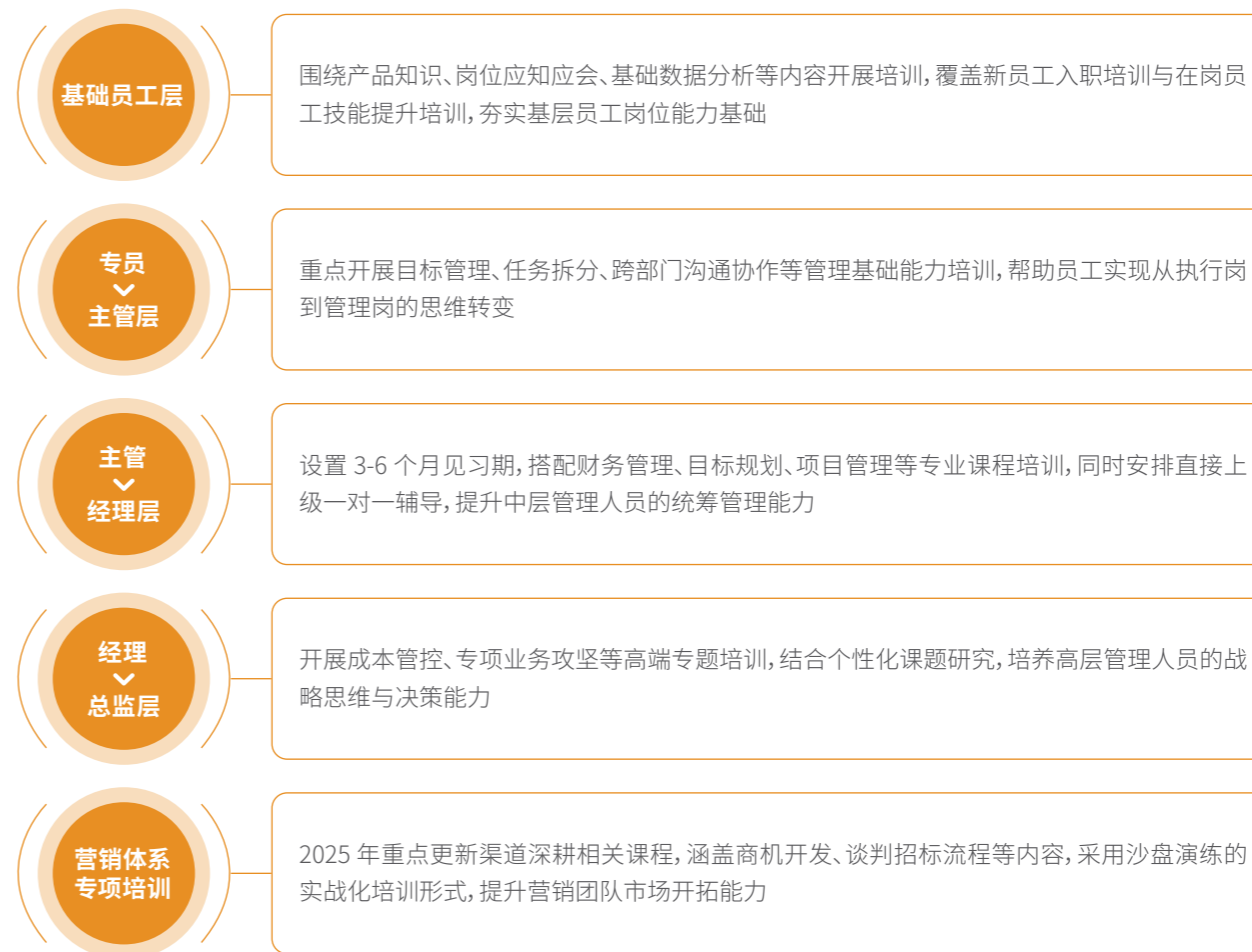 基础员工层
围绕产品知识、岗位应知应会、基础数据分析等内容开展培训，覆盖新员工入职培训与在岗员
工技能提升培训，夯实基层员工岗位能力基础
专员
主管层
重点开展目标管理、任务拆分、跨部门沟通协作等管理基础能力培训，帮助员工实现从执行岗
到管理岗的思维转变
主管
经理层
设置 3-6 个月见习期，搭配财务管理、目标规划、项目管理等专业课程培训，同时安排直接上
级一对一辅导，提升中层管理人员的统筹管理能力
经理
总监层
开展成本管控、专项业务攻坚等高端专题培训，结合个性化课题研究，培养高层管理人员的战
略思维与决策能力
营销体系
专项培训
2025 年重点更新渠道深耕相关课程，涵盖商机开发、谈判招标流程等内容，采用沙盘演练的
实战化培训形式，提升营销团队市场开拓能力